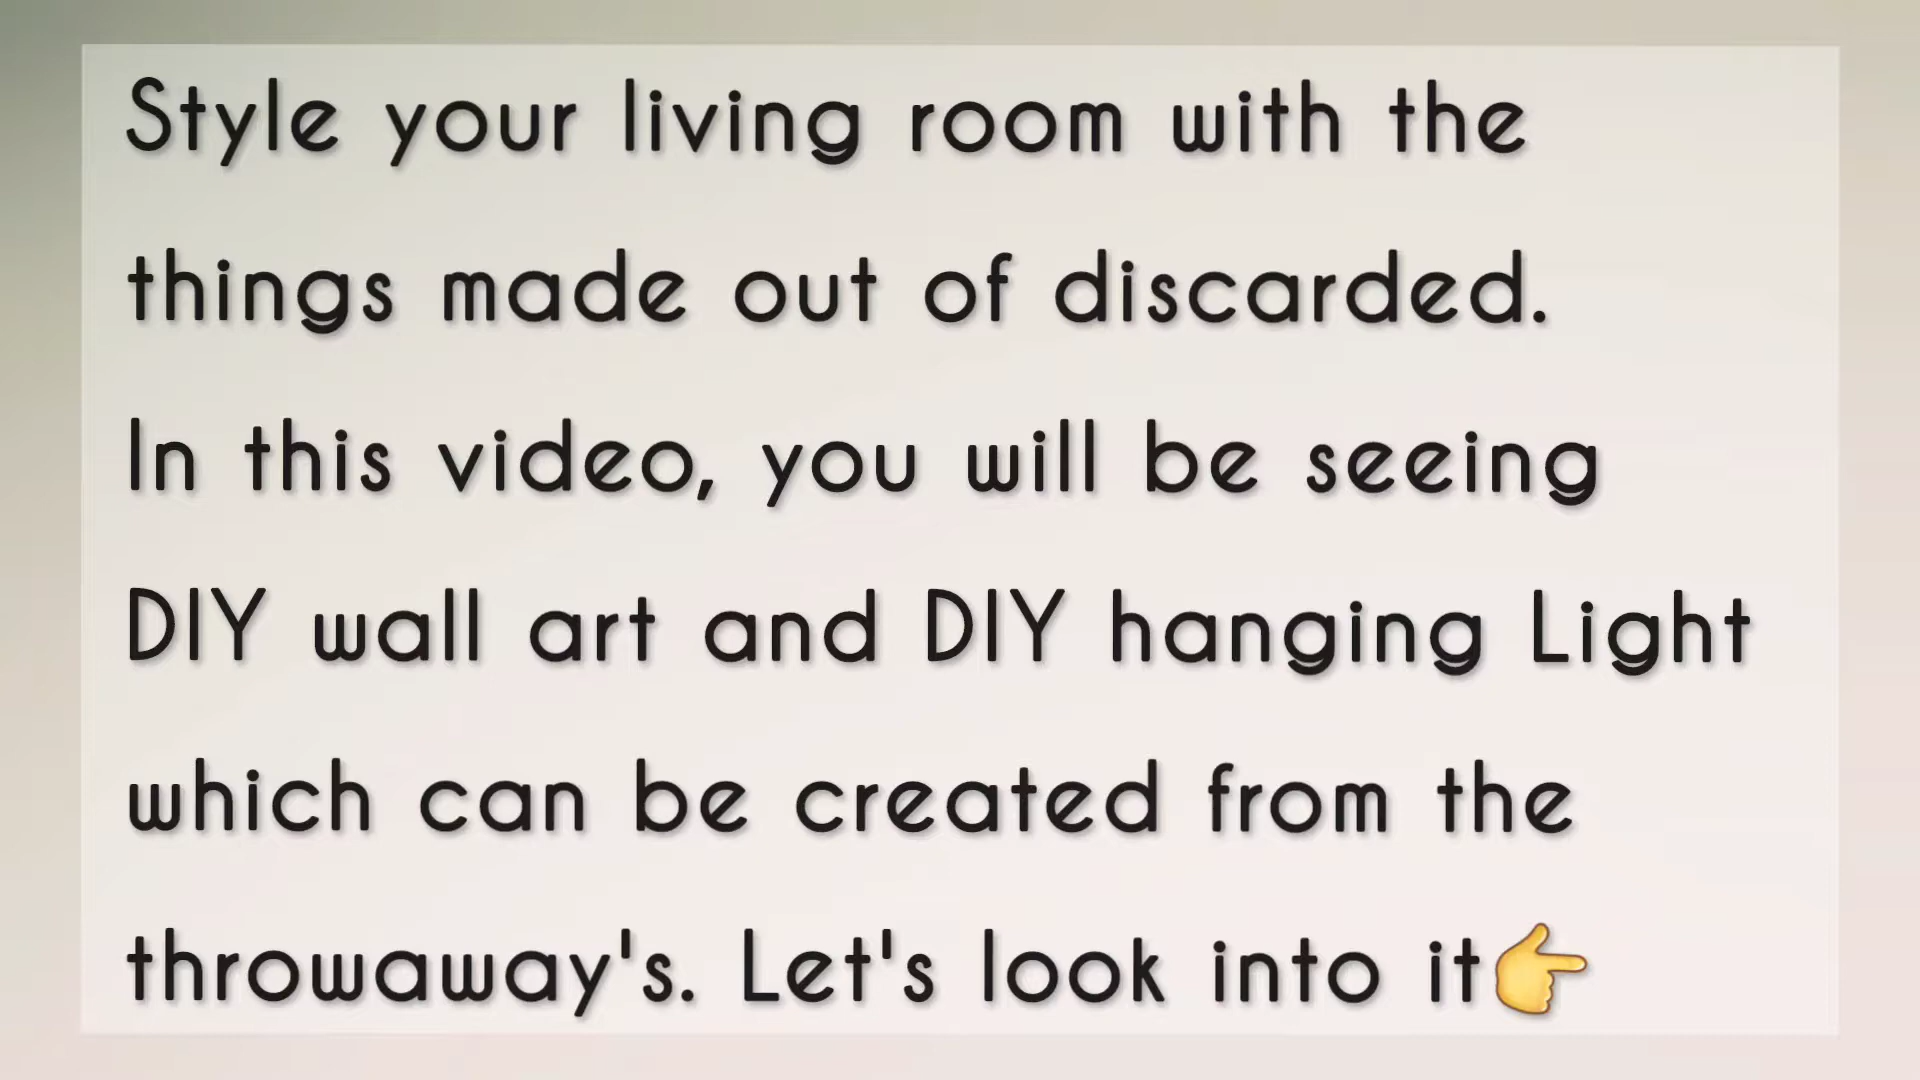 Style your living room with the
things made out of discarded.
In this video, you will be seeing
DIY wall art and DIY hanging Light
which can be created from the
throwaway's. Let's look into it👉